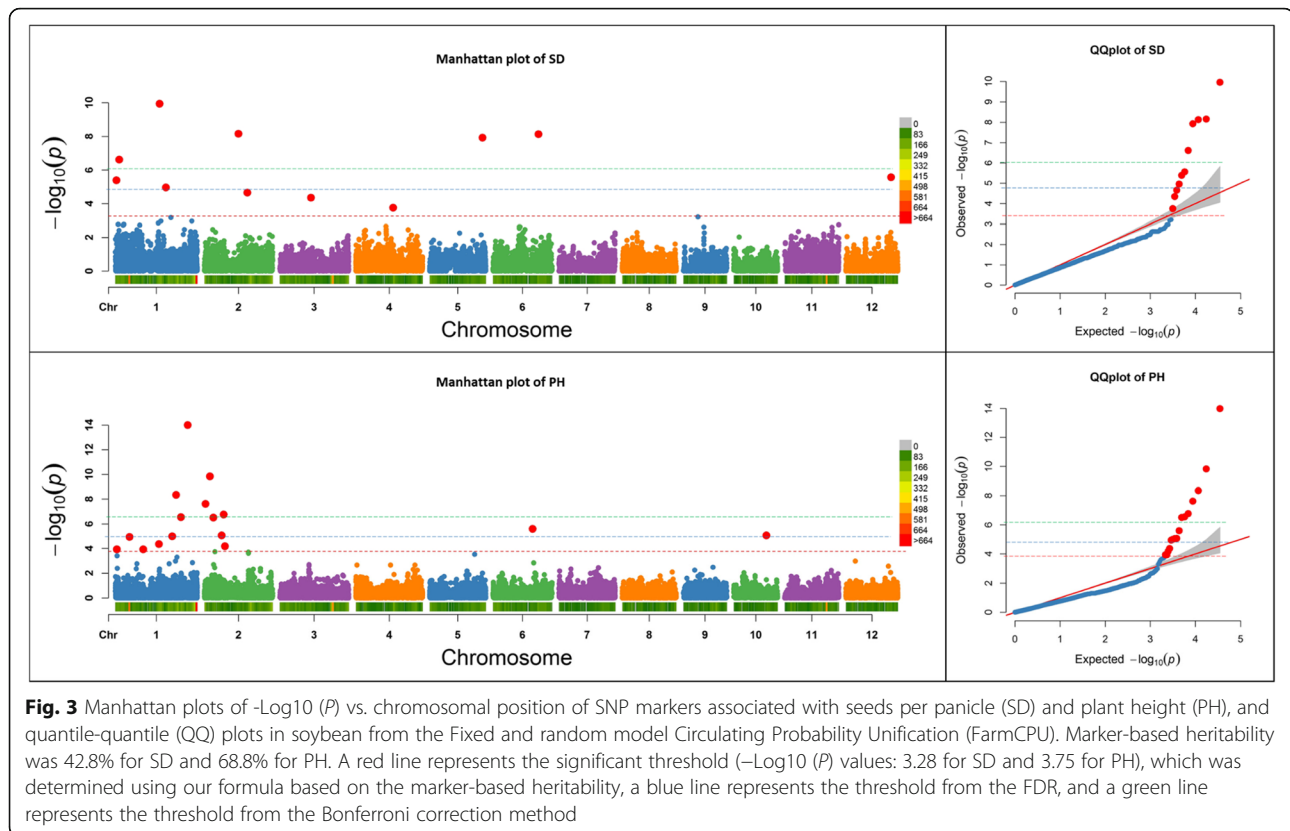 Manhattan plot of SD
−log10(p)
10
8
6
4
2
0
0
83
166
249
332
415
498
581
664
>664
Chr 1 2 3 4 5 6 7 8 9 10 11 12
Chromosome
QQplot of SD
Observed −log10(p)
10
9
8
7
6
5
4
3
2
1
0
0 1 2 3 4 5
Expected −log10(p)
Manhattan plot of PH
−log10(p)
14
12
10
8
6
4
2
0
0
83
166
249
332
415
498
581
664
>664
Chr 1 2 3 4 5 6 7 8 9 10 11 12
Chromosome
QQplot of PH
Observed −log10(p)
14
12
10
8
6
4
2
0
0 1 2 3 4 5
Expected −log10(p)
Fig. 3 Manhattan plots of -Log10 (P) vs. chromosomal position of SNP markers associated with seeds per panicle (SD) and plant height (PH), and
quantile-quantile (QQ) plots in soybean from the Fixed and random model Circulating Probability Unification (FarmCPU). Marker-based heritability
was 42.8% for SD and 68.8% for PH. A red line represents the significant threshold (−Log10 (P) values: 3.28 for SD and 3.75 for PH), which was
determined using our formula based on the marker-based heritability, a blue line represents the threshold from the FDR, and a green line
represents the threshold from the Bonferroni correction method